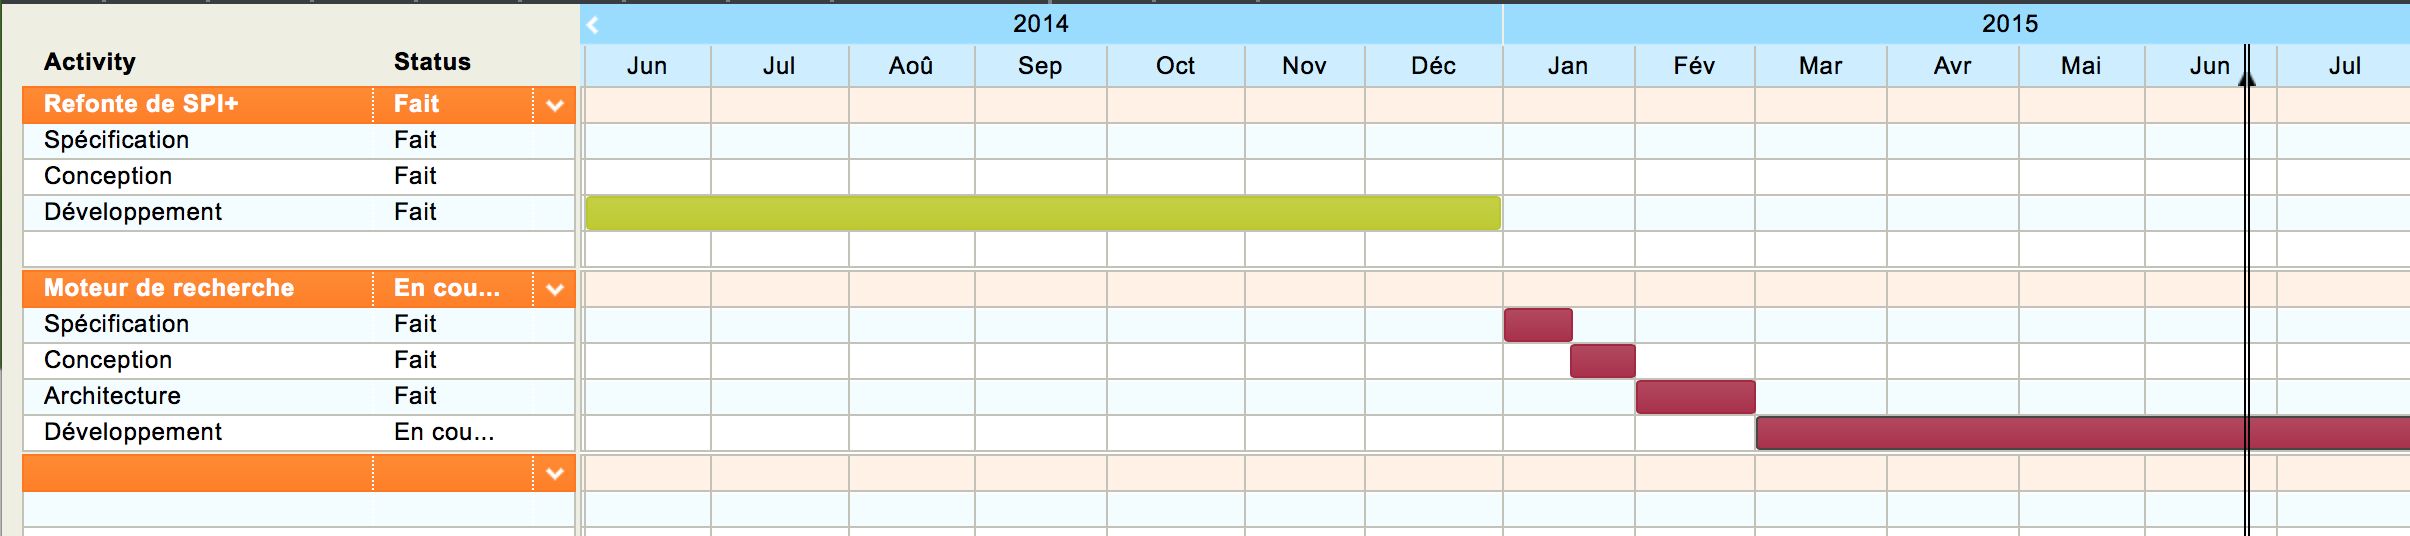 2014 2015
Activity Status Jun Jul Aoû Sep Oct Nov Déc Jan Fév Mar Avr Mai Jun Jul
Refonte de SPI+ Fait
Spécification Fait
Conception Fait
Développement Fait
Moteur de recherche En cou...
Spécification Fait
Conception Fait
Architecture Fait
Développement En cou...